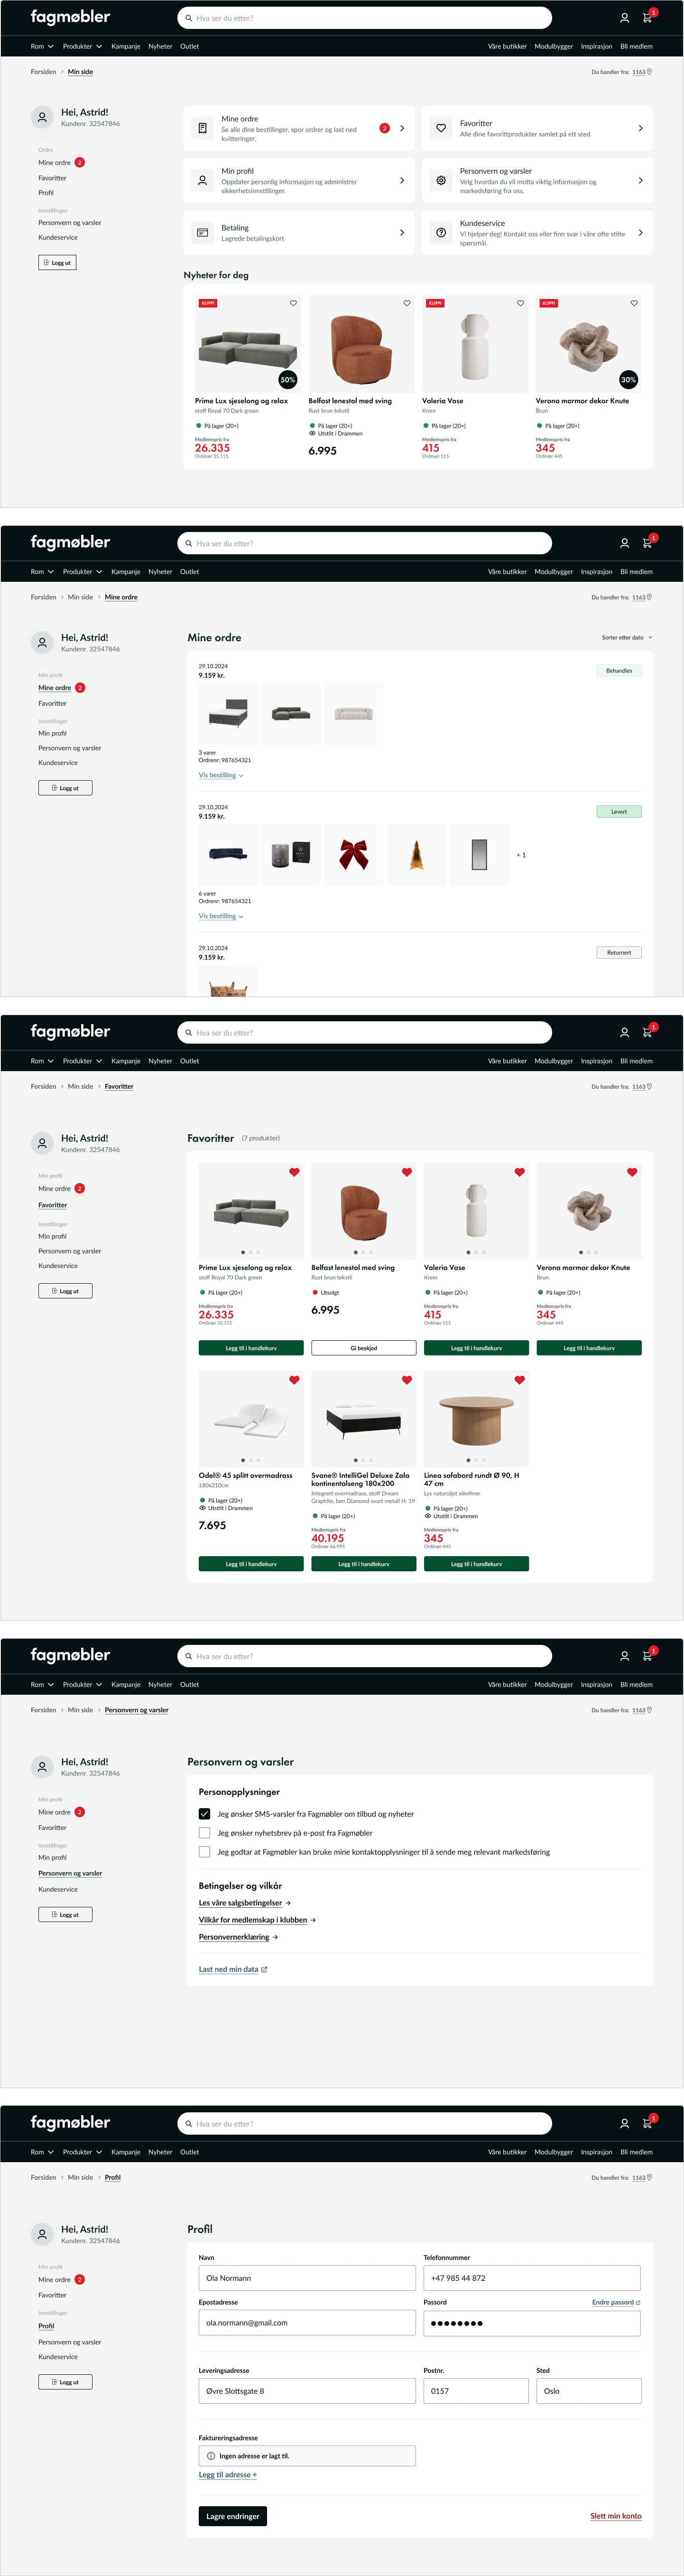 fagmøbler
Hva ser du etter?
1
Rom Produkter Kampanje Nyheter Outlet
Våre butikker Modulbygger Inspirasjon Bli medlem
Forsiden > Min side
Du handler fra: 1163
Hei, Astrid!
Kundenr. 32547846
Ordre
Mine ordre 2
Favoritter
Profil
Innstillinger
Personvern og varsler
Kundeservice
Logg ut
Mine ordre
Se alle dine bestillinger, spor ordrer og last ned
kvitteringer.
2
Favoritter
Alle dine favorittprodukter samlet på ett sted
Min profil
Oppdater personlig informasjon og administrer
sikkerhetsinnstillinger.
Personvern og varsler
Velg hvordan du vil motta viktig informasjon og
markedsføring fra oss.
Betaling
Lagrede betalingskort
Kundeservice
Vi hjelper deg! Kontakt oss eller finn svar i våre ofte stilte
spørsmål.
Nyheter for deg
KUPP!
50%
Prime Lux sjeselong og relax
stoff Royal 70 Dark green
På lager (20+)
Medlemspris fra
26.335
Ordinær 35.115
Belfast lenestol med sving
Rust brun tekstil
På lager (20+)
Utstilt i Drammen
6.995
KUPP!
Valeria Vase
Krem
På lager (20+)
Medlemspris fra
415
Ordinær 515
KUPP!
30%
Verona marmor dekor Knute
Brun
På lager (20+)
Medlemspris fra
345
Ordinær 445
fagmøbler
Hva ser du etter?
1
Rom Produkter Kampanje Nyheter Outlet
Våre butikker Modulbygger Inspirasjon Bli medlem
Forsiden > Min side > Mine ordre
Du handler fra: 1163
Hei, Astrid!
Kundenr. 32547846
Min profil
Mine ordre 2
Favoritter
Innstillinger
Min profil
Personvern og varsler
Kundeservice
Logg ut
Mine ordre
Sorter etter dato
29.10.2024
9.159 kr.
Behandles
3 varer
Ordrenr: 987654321
Vis bestilling
29.10.2024
9.159 kr.
Levert
+ 1
6 varer
Ordrenr: 987654321
Vis bestilling
29.10.2024
9.159 kr.
Returnert
fagmøbler
Hva ser du etter?
1
Rom Produkter Kampanje Nyheter Outlet
Våre butikker Modulbygger Inspirasjon Bli medlem
Forsiden > Min side > Favoritter
Du handler fra: 1163
Hei, Astrid!
Kundenr. 32547846
Min profil
Mine ordre 2
Favoritter
Innstillinger
Min profil
Personvern og varsler
Kundeservice
Logg ut
Favoritter (7 produkter)
Prime Lux sjeselong og relax
stoff Royal 70 Dark green
På lager (20+)
Medlemspris fra
26.335
Ordinær 35.115
Legg til i handlekurv
Belfast lenestol med sving
Rust brun tekstil
Utsolgt
6.995
Gi beskjed
Valeria Vase
Krem
På lager (20+)
Medlemspris fra
415
Ordinær 515
Legg til i handlekurv
Verona marmor dekor Knute
Brun
På lager (20+)
Medlemspris fra
345
Ordinær 445
Legg til i handlekurv
Odel® 45 splitt overmadrass
180x210cm
På lager (20+)
Utstilt i Drammen
7.695
Legg til i handlekurv
Svane® IntelliGel Deluxe Zala
kontinentalseng 180x200
Integrert overmadrass, stoff Dream
Graphite, ben Diamond svart metall H: 19
På lager (20+)
Medlemspris fra
40.195
Ordinær 66.995
Legg til i handlekurv
Linea sofabord rundt Ø 90, H
47 cm
Lys naturoljet eikefiner
På lager (20+)
Utstilt i Drammen
Medlemspris fra
345
Ordinær 445
Legg til i handlekurv
fagmøbler
Hva ser du etter?
1
Rom Produkter Kampanje Nyheter Outlet
Våre butikker Modulbygger Inspirasjon Bli medlem
Forsiden > Min side > Personvern og varsler
Du handler fra: 1163
Hei, Astrid!
Kundenr. 32547846
Min profil
Mine ordre 2
Favoritter
Innstillinger
Min profil
Personvern og varsler
Kundeservice
Logg ut
Personvern og varsler
Personopplysninger
Jeg ønsker SMS-varsler fra Fagmøbler om tilbud og nyheter
Jeg ønsker nyhetsbrev på e-post fra Fagmøbler
Jeg godtar at Fagmøbler kan bruke mine kontaktopplysninger til å sende meg relevant markedsføring
Betingelser og vilkår
Les våre salgsbetingelser →
Vilkår for medlemskap i klubben →
Personvernerklæring →
Last ned min data
fagmøbler
Hva ser du etter?
1
Rom Produkter Kampanje Nyheter Outlet
Våre butikker Modulbygger Inspirasjon Bli medlem
Forsiden > Min side > Profil
Du handler fra: 1163
Hei, Astrid!
Kundenr. 32547846
Min profil
Mine ordre 2
Favoritter
Innstillinger
Profil
Personvern og varsler
Kundeservice
Logg ut
Profil
Navn
Ola Normann
Telefonnummer
+47 985 44 872
Epostadresse
ola.normann@gmail.com
Passord
Endre passord
●●●●●●●●
Leveringsadresse
Øvre Slottsgate 8
Postnr.
0157
Sted
Oslo
Faktureringsadresse
Ingen adresse er lagt til.
Legg til adresse +
Lagre endringer
Slett min konto